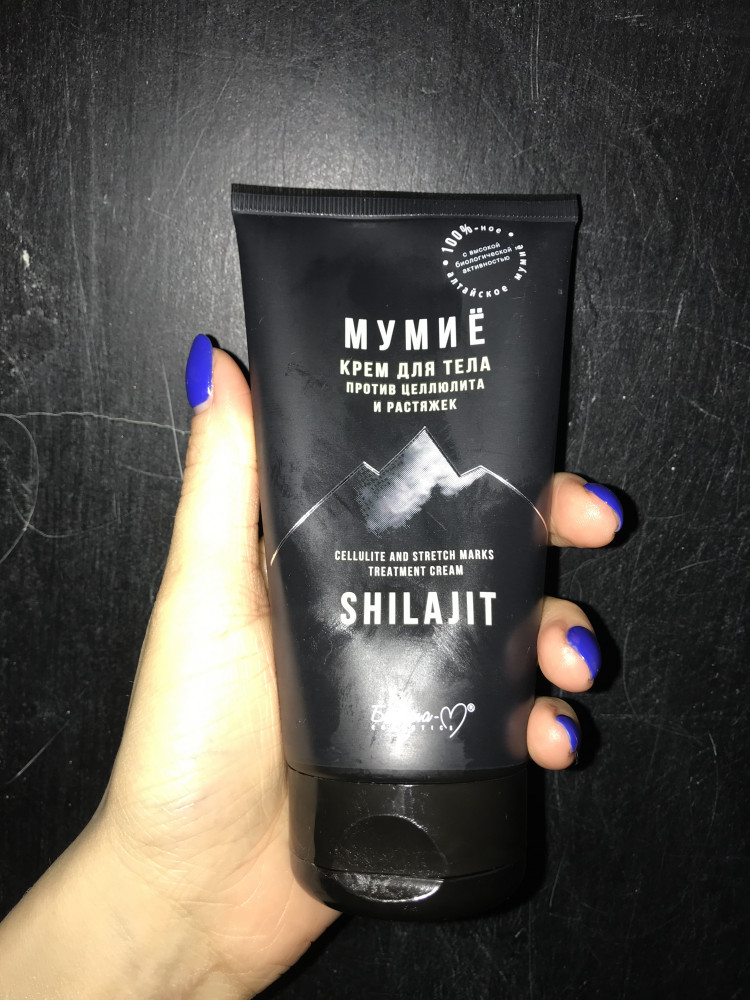 100%-ное
с высокой
биологической
активностью
алтайское мумиё
МУМИЁ
КРЕМ ДЛЯ ТЕЛА
ПРОТИВ ЦЕЛЛЮЛИТА
И РАСТЯЖЕК
CELLULITE AND STRETCH MARKS
TREATMENT CREAM
SHILAJIT